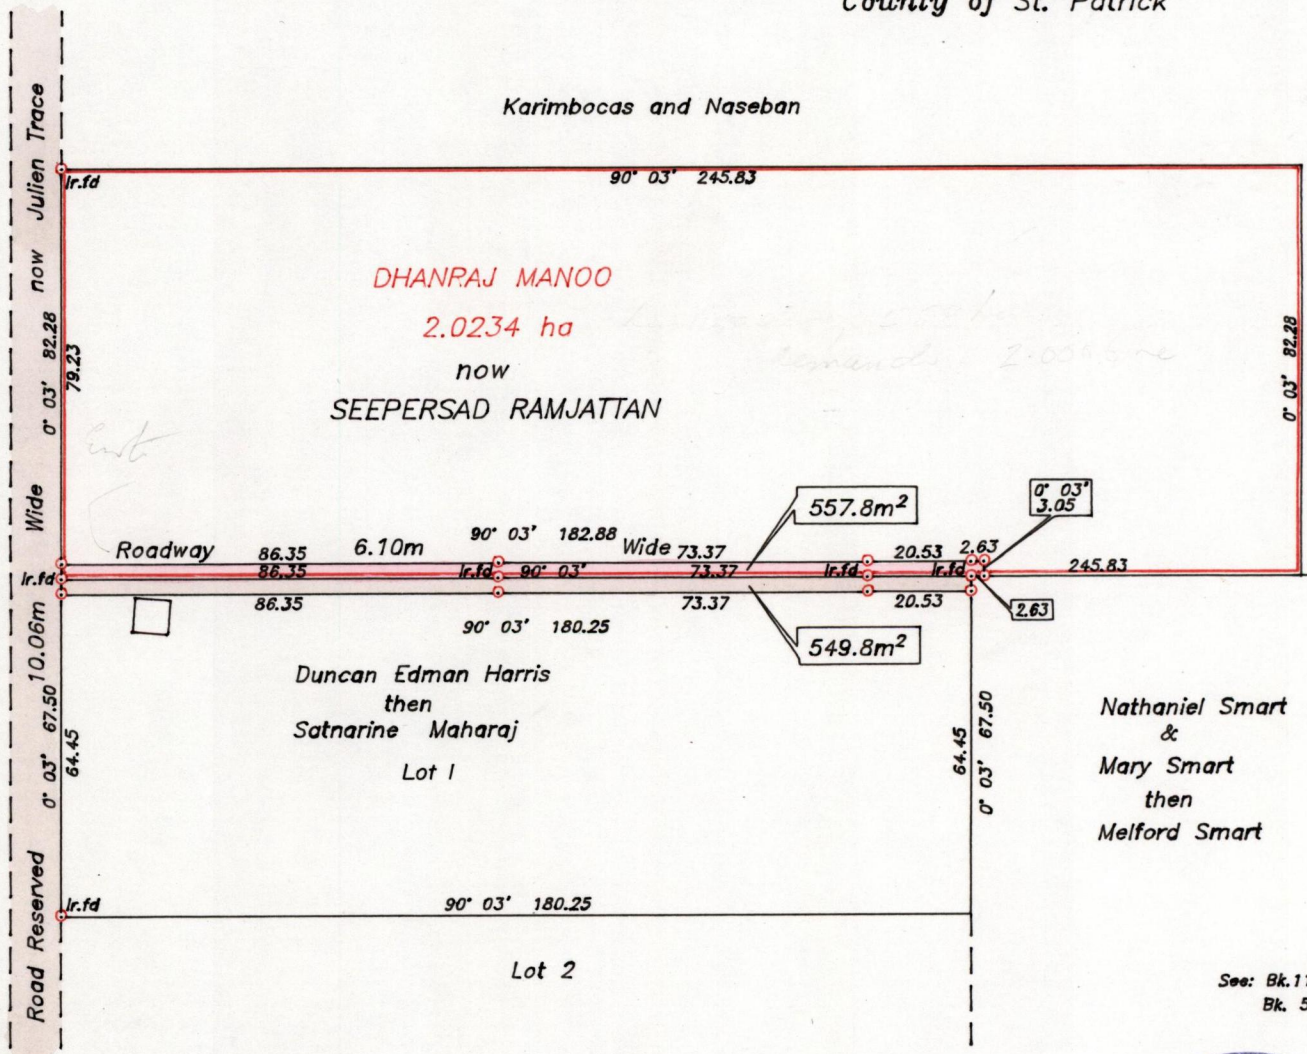 County of St. Patrick
Karimbocas and Naseban
Ir.fd
90° 03' 245.83
DHANRAJ MANOO
2.0234 ha
now
SEEPERSAD RAMJATTAN
Road Reserved 10.06m Wide now Julien Trace
0° 03' 82.28
79.23
0° 03' 82.28
557.8m²
0° 03'
3.05
90° 03' 182.88
Roadway 86.35 6.10m Wide 73.37 20.53 2.63
Ir.fd 86.35 Ir.fd 90° 03' 73.37 Ir.fd Ir.fd 245.83
86.35 73.37 20.53 2.63
90° 03' 180.25
549.8m²
Duncan Edman Harris
then
Satnarine Maharaj
Lot 1
0° 03' 67.50
64.45
64.45
0° 03' 67.50
Nathaniel Smart
&
Mary Smart
then
Melford Smart
Ir.fd
90° 03' 180.25
Lot 2
See: Bk.11
Bk. 5